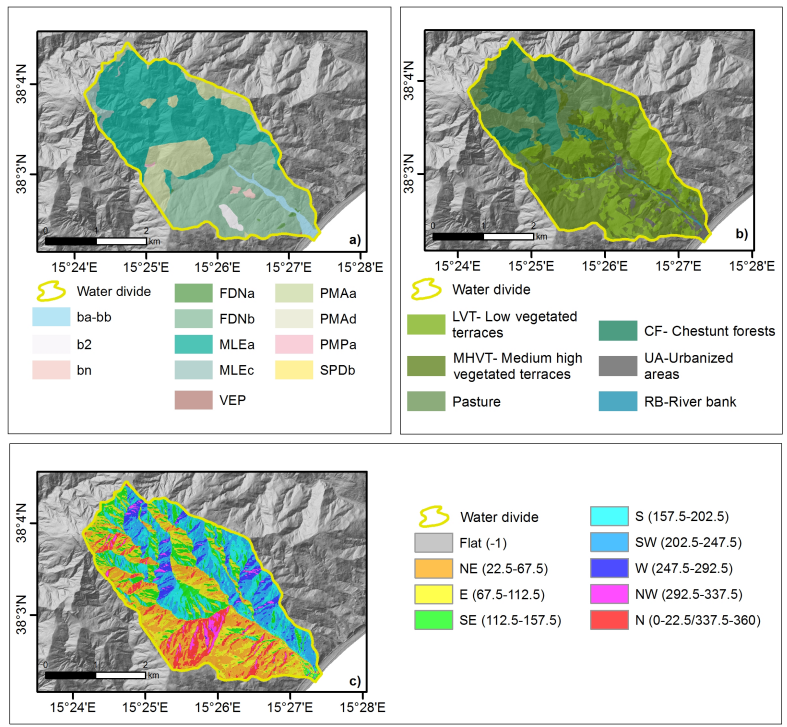 38°4'N
38°3'N
0 1 2
km
a)
15°24'E 15°25'E 15°26'E 15°27'E 15°28'E
Water divide
ba-bb
b2
bn
FDNa
FDNb
MLEa
MLEc
VEP
PMAa
PMAd
PMPa
SPDb
38°4'N
38°3'N
0 1 2
km
b)
15°24'E 15°25'E 15°26'E 15°27'E 15°28'E
Water divide
LVT- Low vegetated
terraces
MHVT- Medium high
vegetated terraces
Pasture
CF- Chestunt forests
UA-Urbanized
areas
RB-River bank
38°4'N
38°3'N
0 1 2
km
c)
15°24'E 15°25'E 15°26'E 15°27'E 15°28'E
Water divide
Flat (-1)
NE (22.5-67.5)
E (67.5-112.5)
SE (112.5-157.5)
S (157.5-202.5)
SW (202.5-247.5)
W (247.5-292.5)
NW (292.5-337.5)
N (0-22.5/337.5-360)